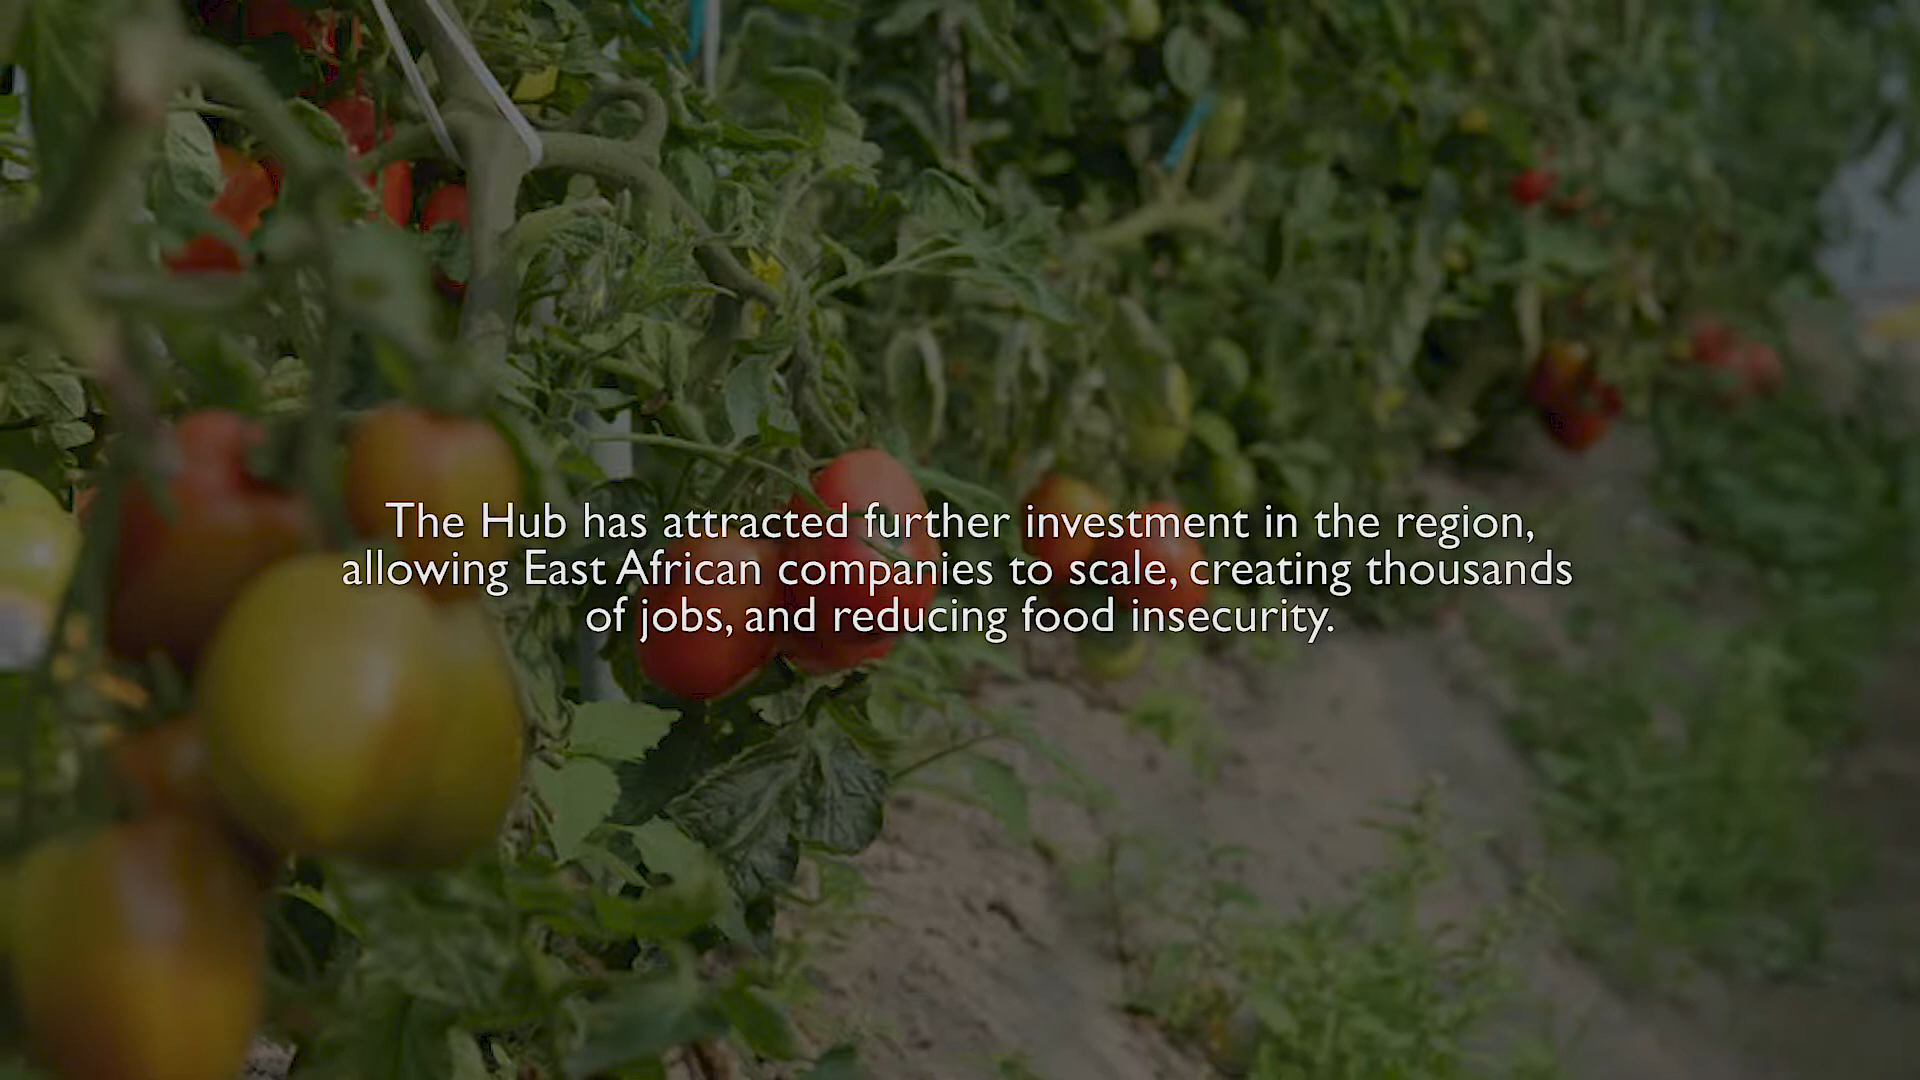 The Hub has attracted further investment in the region,
allowing East African companies to scale, creating thousands
of jobs, and reducing food insecurity.